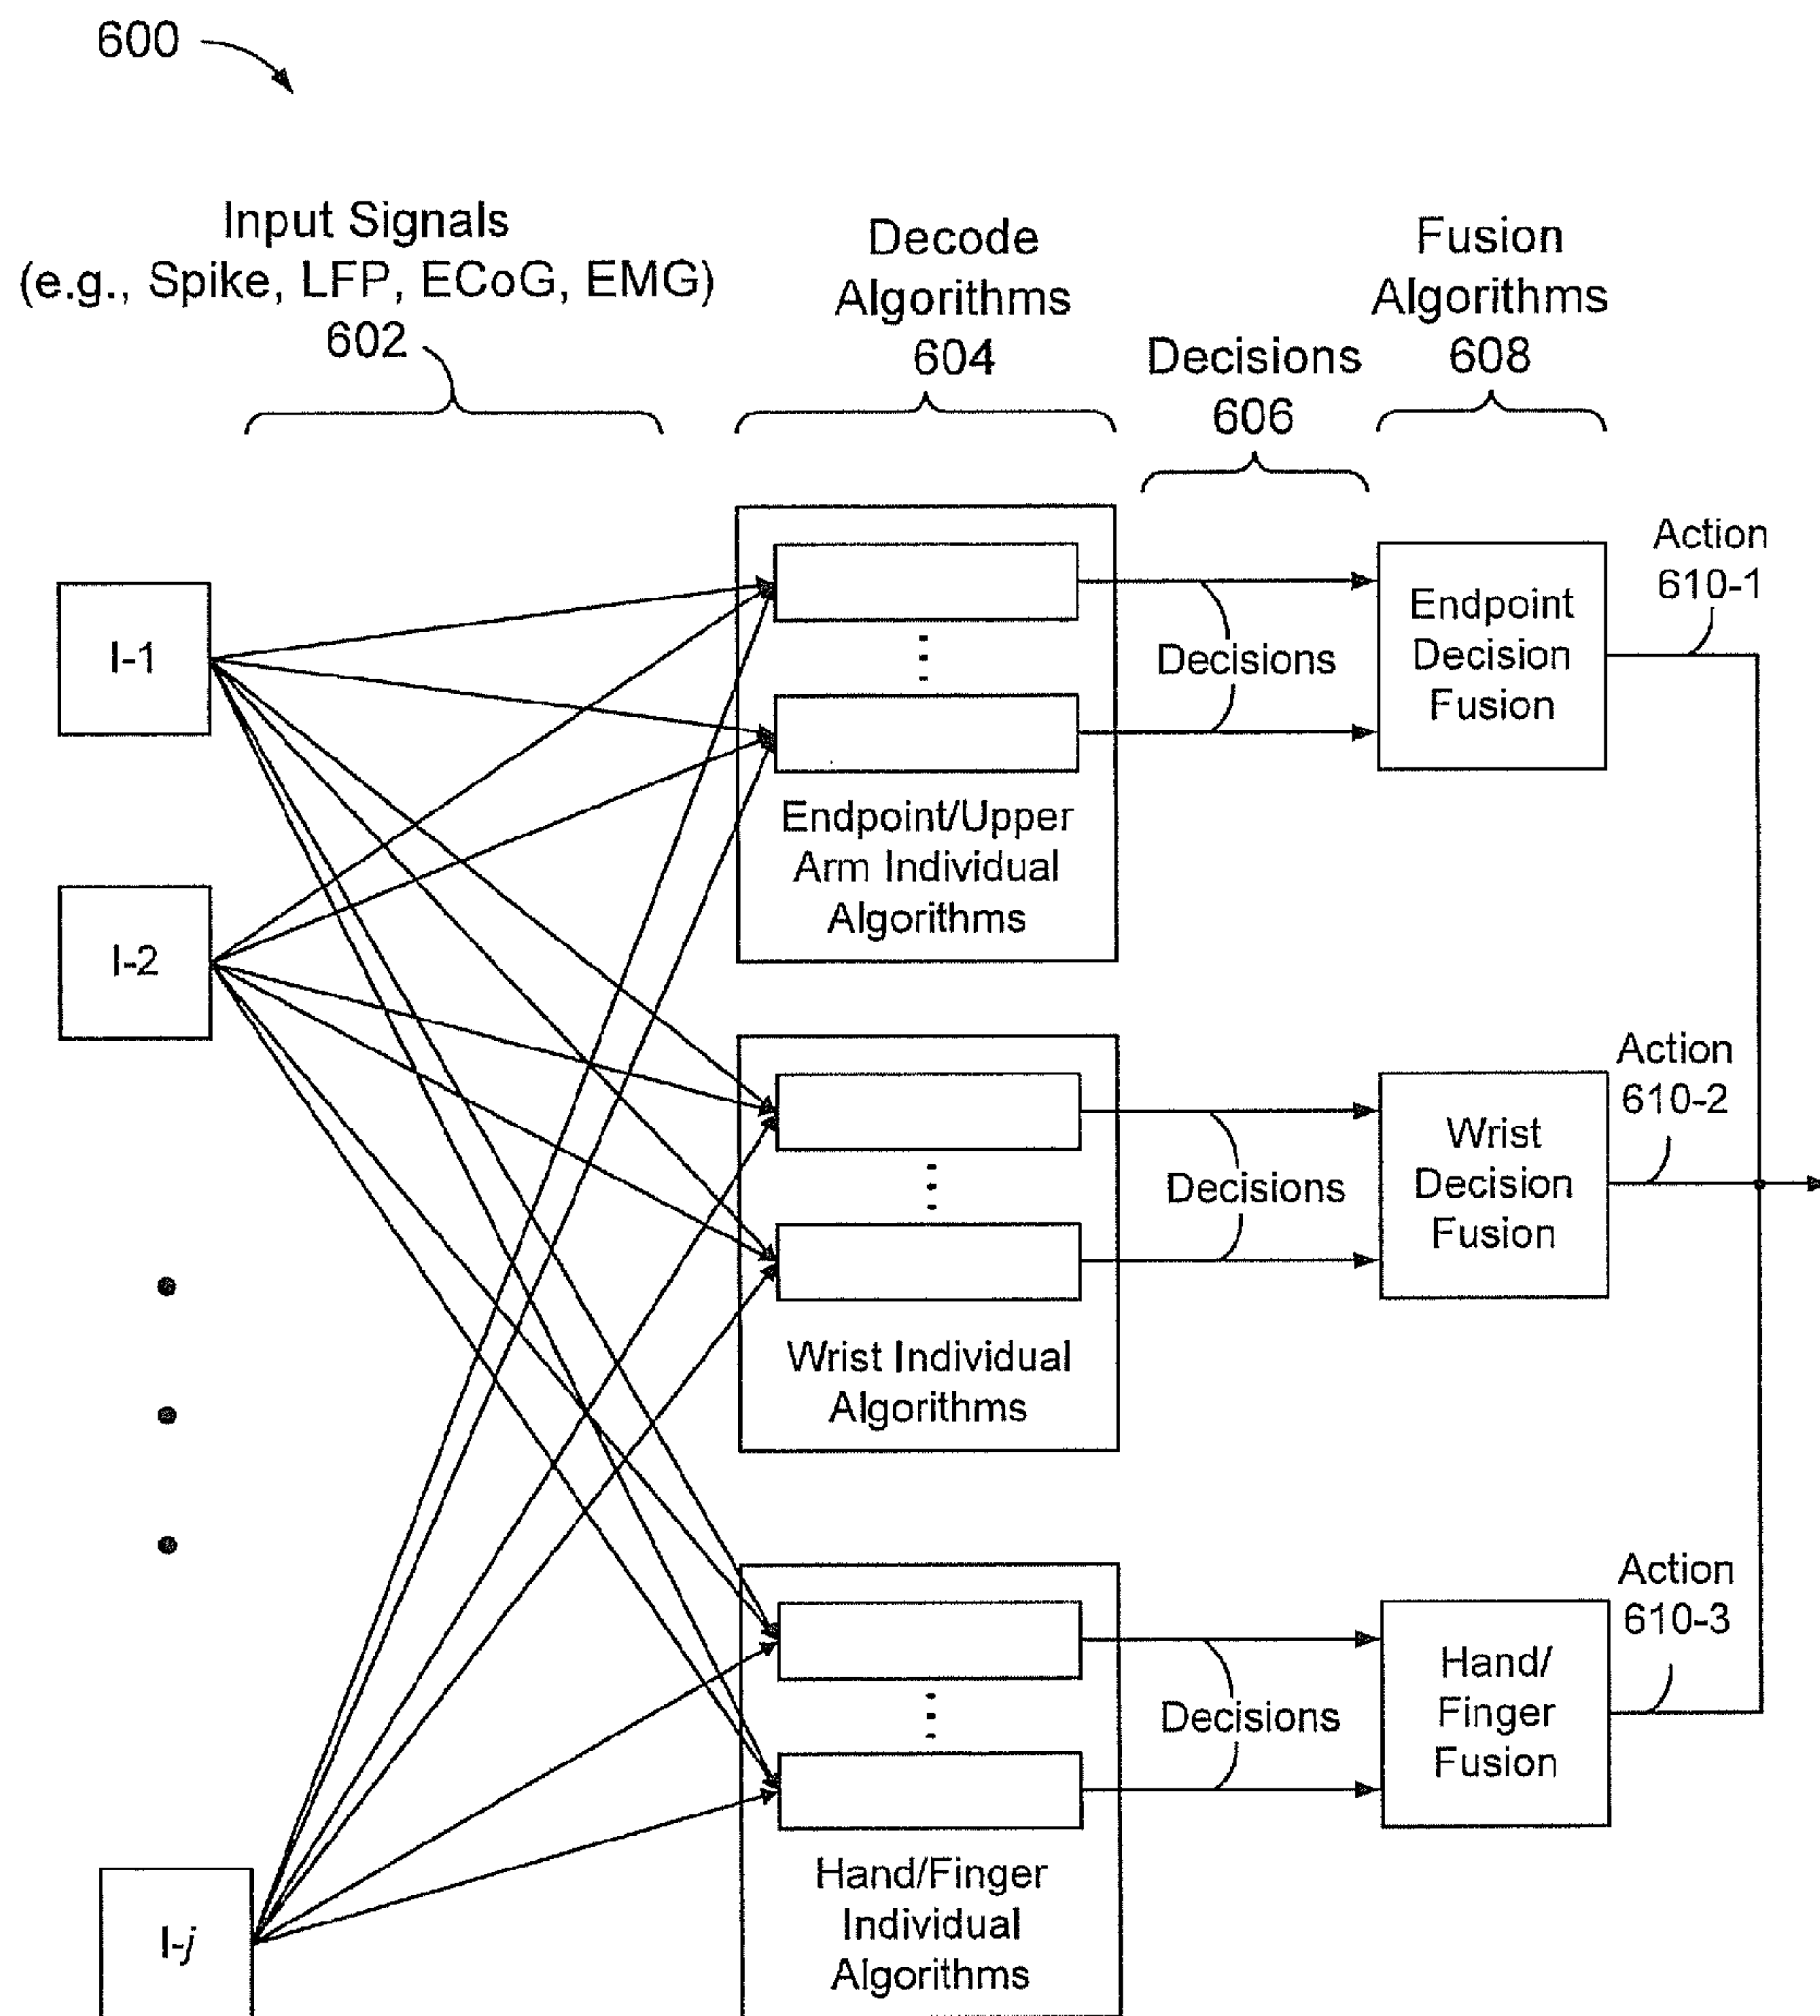 600
Input Signals
(e.g., Spike, LFP, ECoG, EMG)
602
Decode
Algorithms
604
Decisions
606
Fusion
Algorithms
608
I-1
I-2
I-j
Endpoint/Upper
Arm Individual
Algorithms
Decisions
Endpoint
Decision
Fusion
Action
610-1
Wrist Individual
Algorithms
Decisions
Wrist
Decision
Fusion
Action
610-2
Hand/Finger
Individual
Algorithms
Decisions
Hand/
Finger
Fusion
Action
610-3